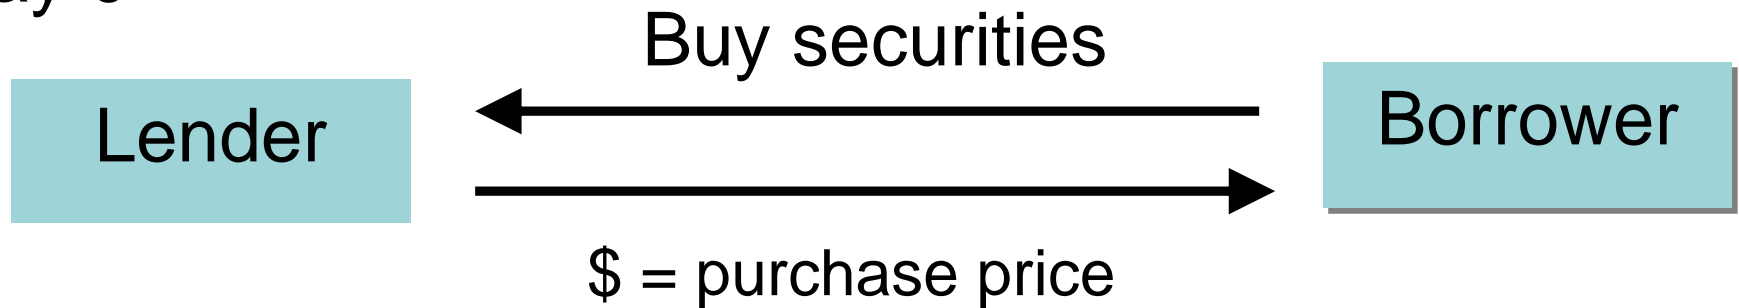 Buy securities
Lender
Borrower
$ = purchase price